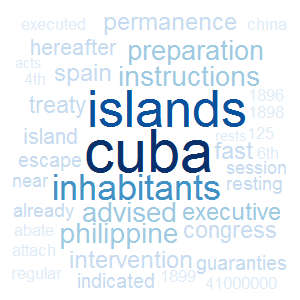 executed permanence china
hereafter preparation
acts
4th spain instructions
treaty islands 1896
1898
island cuba rests 125
escape fast 6th
near inhabitants session
resting
already advised executive
abate philippine congress
attach
regular intervention guaranties
indicated 1899 41000000